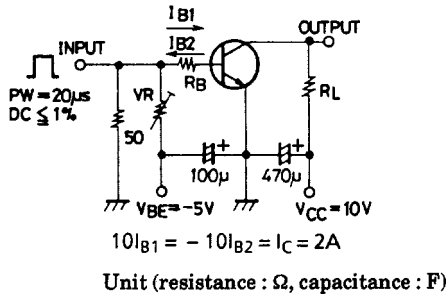 IB1
OUTPUT
IB2
INPUT
RB
PW=20μs
DC≦1%
VR
RL
50
+
+
100μ
470μ
VBE=-5V
VCC=10V
10IB1 = - 10IB2 = IC = 2A
Unit (resistance : Ω, capacitance : F)